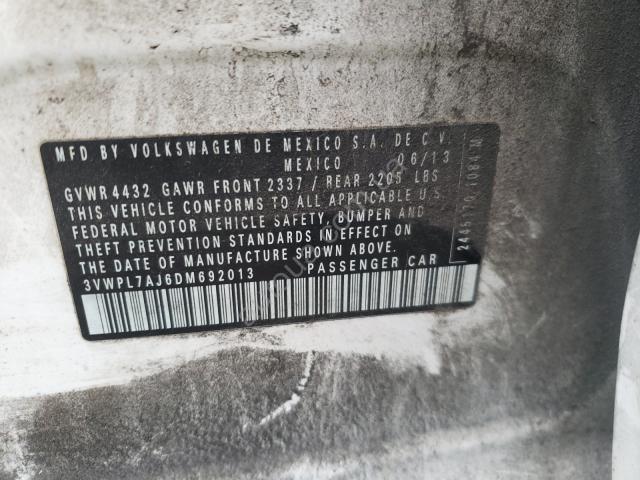 MFD BY VOLKSWAGEN DE MEXICO S.A. DE C.V.
MEXICO 06/13
GVWR 4432 GAWR FRONT 2337 / REAR 2205 LBS
THIS VEHICLE CONFORMS TO ALL APPLICABLE U.S.
FEDERAL MOTOR VEHICLE SAFETY, BUMPER AND
THEFT PREVENTION STANDARDS IN EFFECT ON
THE DATE OF MANUFACTURE SHOWN ABOVE.
3VWPL7AJ6DM692013 PASSENGER CAR